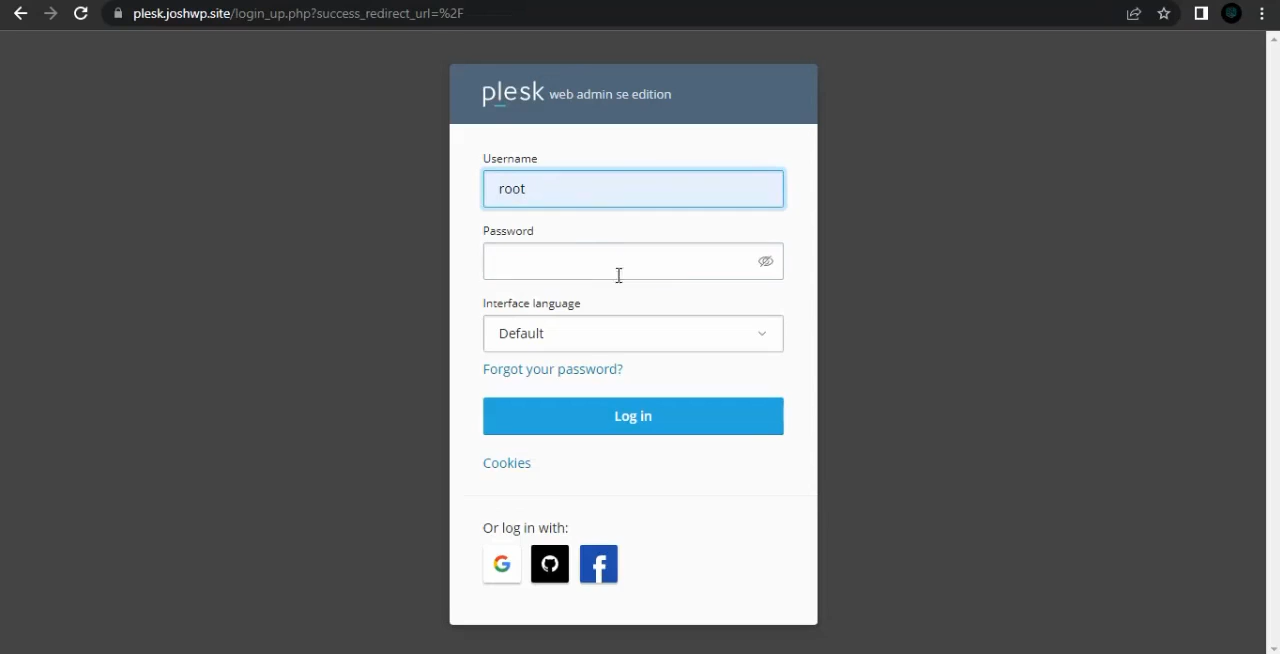 plesk.joshwp.site/login_up.php?success_redirect_url=%2F
plesk web admin se edition
Username
root
Password
Interface language
Default
Forgot your password?
Log in
Cookies
Or log in with: